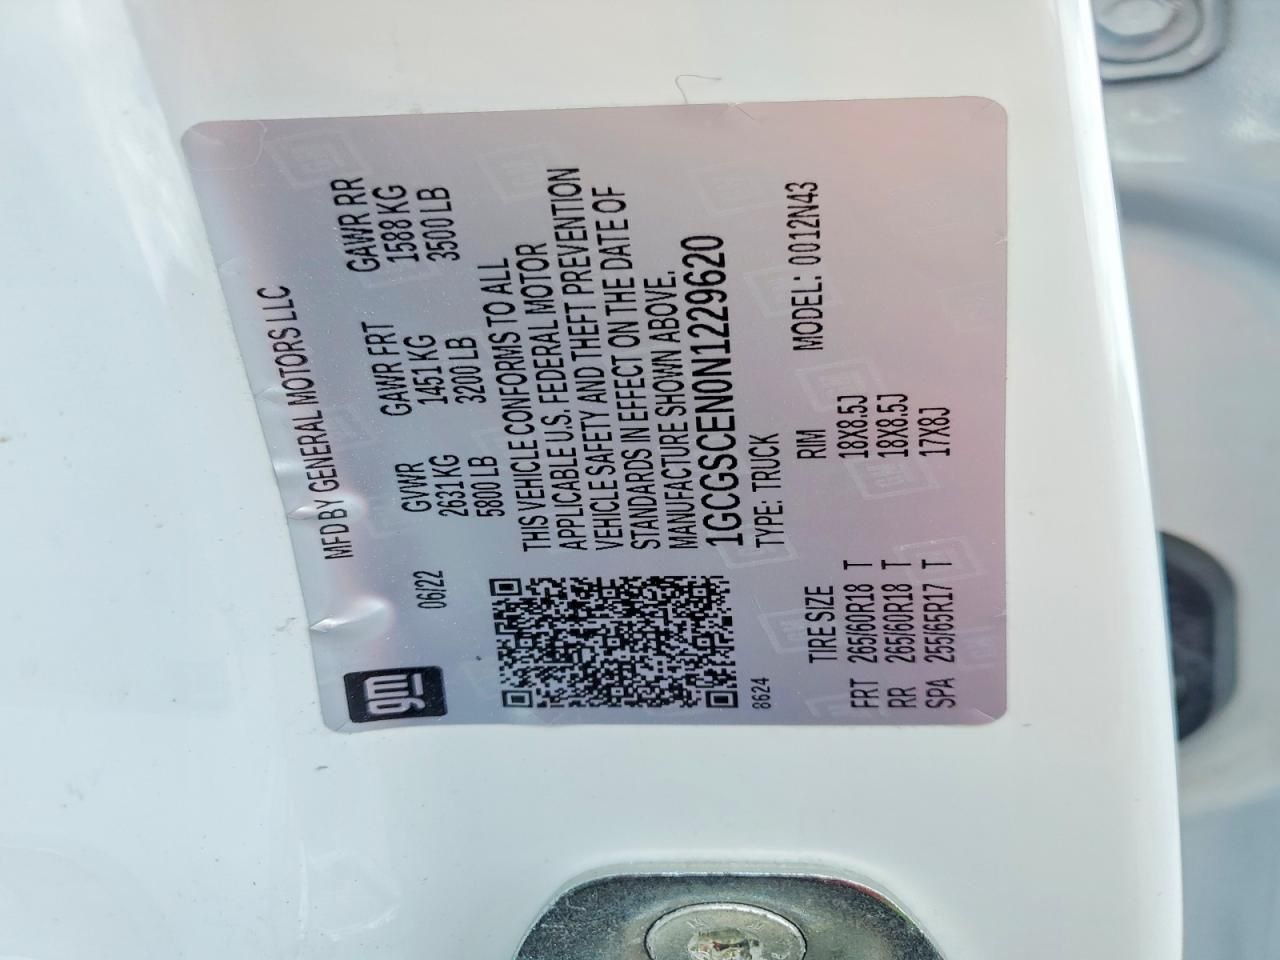 gm
MFD BY GENERAL MOTORS LLC
06/22 GVWR GAWR FRT GAWR RR
2631 KG 1451 KG 1588 KG
5800 LB 3200 LB 3500 LB
THIS VEHICLE CONFORMS TO ALL
APPLICABLE U.S. FEDERAL MOTOR
VEHICLE SAFETY AND THEFT PREVENTION
STANDARDS IN EFFECT ON THE DATE OF
MANUFACTURE SHOWN ABOVE.
1GCGSCEN0N1229620
8624 TYPE: TRUCK MODEL: 0012N43
TIRE SIZE RIM
FRT 265/60R18 T 18X8.5J
RR 265/60R18 T 18X8.5J
SPA 255/65R17 T 17X8J